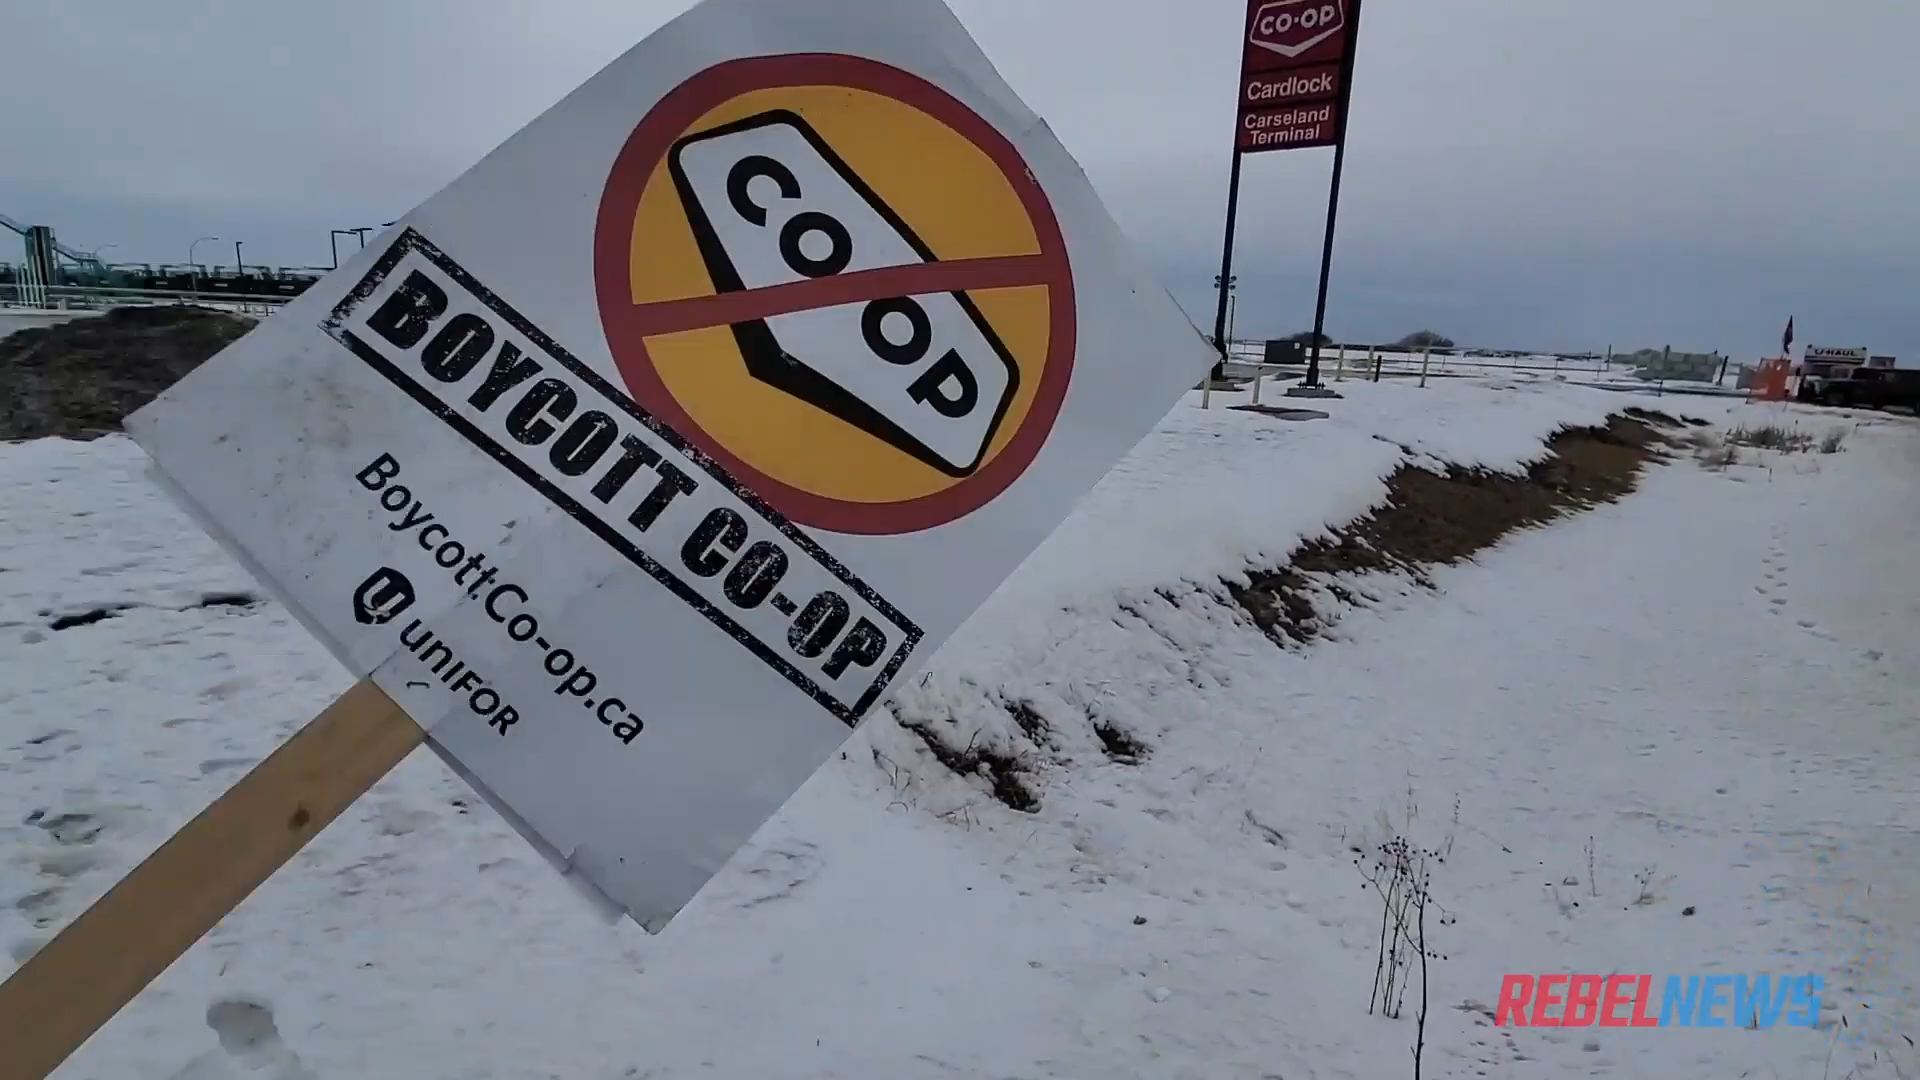 CO-OP
BOYCOTT CO-OP
Boycott.Co-op.ca
UNIFOR
CO-OP
Cardlock
Carseland
Terminal
U-HAUL
REBELNEWS